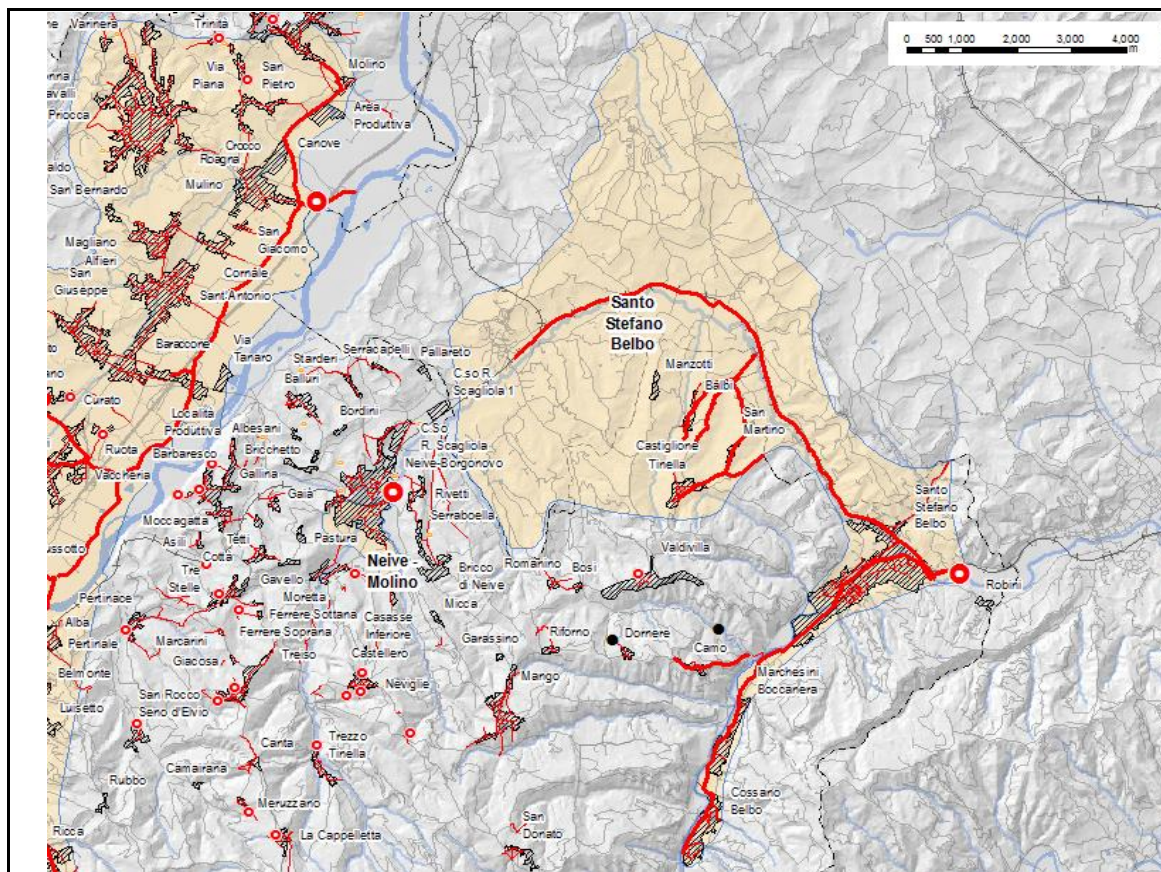 Varinera
Trinità
0 500 1,000 2,000 3,000 4,000
m
Via
Piana
San
Pietro
Molino
Priocca
Area
Produttiva
Crocco
Roagna
Canove
San Bernardo
Mulino
Magliano
Alfieri
San
Giacomo
San
Giuseppe
Cornale
Sant'Antonio
Santo
Stefano
Belbo
Baraccone
Via
Tanaro
Serracapelli
Pallareto
Starderi
C.so R.
Scagliola 1
Manzotti
Balluri
Balbi
Curato
Bordini
Località
Produttiva
San
Martino
Albesani
C.So
R. Scagliola
Ruota
Barbaresco
Bricchetto
Castiglione
Tinella
Neive-Borgonovo
Vaccheria
Gallina
Gaia
Rivetti
Santo
Stefano
Belbo
Serraboella
Moccagatta
Asili
Tetti
Pastura
Cotta
Neive -
Molino
Valdivilla
Tre
Stelle
Romanino
Bosi
Bricco
di Neive
Gavello
Robini
Moretta
Pertinace
Micca
Ferrere Sottana
Casasse
Inferiore
Alba
Pertinale
Marcarini
Ferrere Soprana
Garassino
Riforno
Dornere
Camo
Giacosa
Treiso
Castellero
Belmonte
Mango
Marchesini
Boccanera
San Rocco
Seno d'Elvio
Neviglie
Luisetto
Canta
Trezzo
Tinella
Camairana
Rubbo
Cossano
Belbo
Meruzzano
San
Donato
Ricca
La Cappelletta